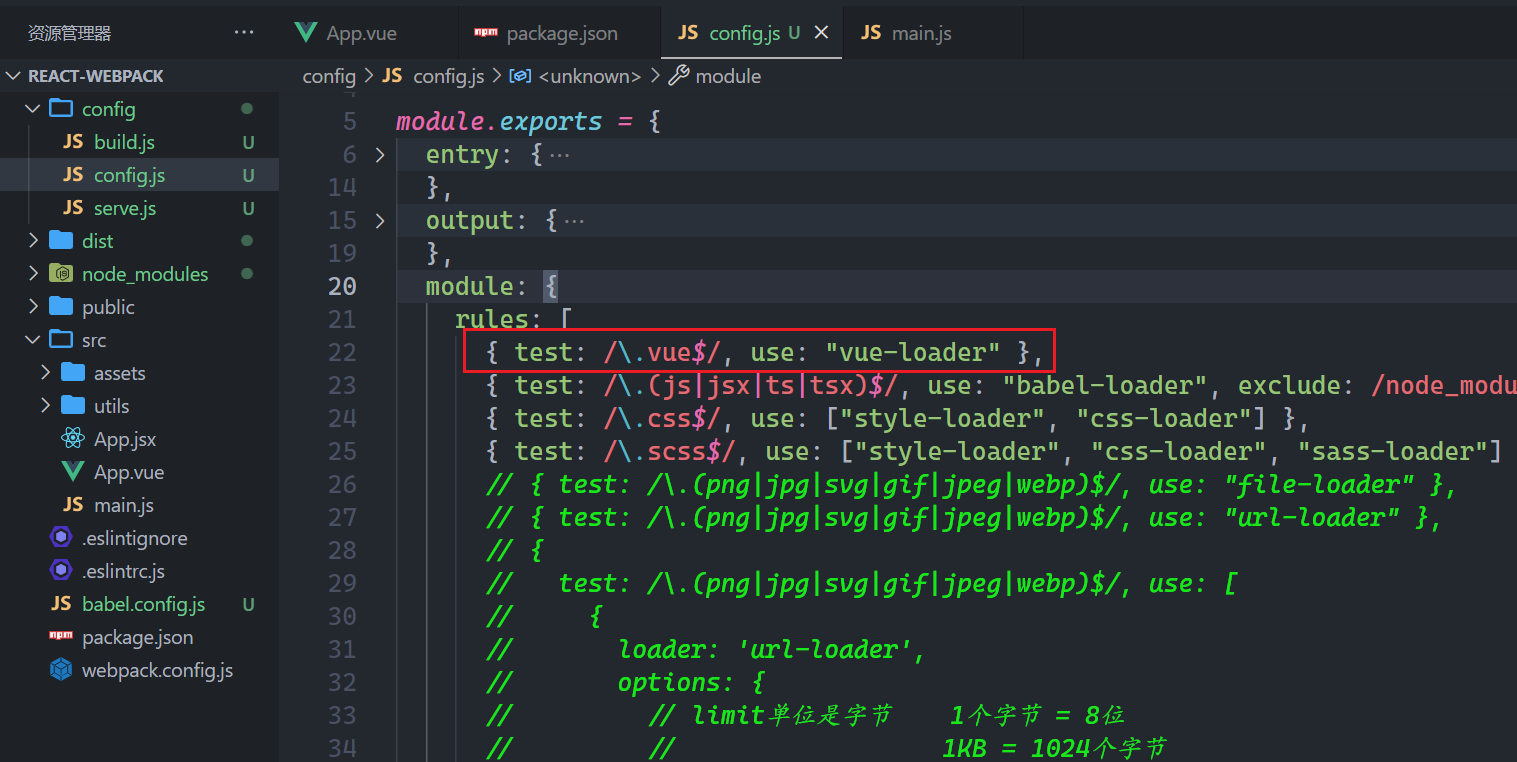 资源管理器 ···
App.vue
package.json
config.js U ×
main.js
REACT-WEBPACK
config
build.js U
config.js U
serve.js U
dist
node_modules
public
src
assets
utils
App.jsx
App.vue
main.js
.eslintignore
.eslintrc.js
babel.config.js U
package.json
webpack.config.js
config > JS config.js > <unknown> > module
5 module.exports = {
6 entry: {···
14 },
15 output: {···
19 },
20 module: {
21 rules: [
22 { test: /\.vue$/, use: "vue-loader" },
23 { test: /\.(js|jsx|ts|tsx)$/, use: "babel-loader", exclude: /node_modu
24 { test: /\.css$/, use: ["style-loader", "css-loader"] },
25 { test: /\.scss$/, use: ["style-loader", "css-loader", "sass-loader"]
26 // { test: /\.(png|jpg|svg|gif|jpeg|webp)$/, use: "file-loader" },
27 // { test: /\.(png|jpg|svg|gif|jpeg|webp)$/, use: "url-loader" },
28 // {
29 // test: /\.(png|jpg|svg|gif|jpeg|webp)$/, use: [
30 // {
31 // loader: 'url-loader',
32 // options: {
33 // // limit单位是字节 1个字节 = 8位
34 // // 1KB = 1024个字节